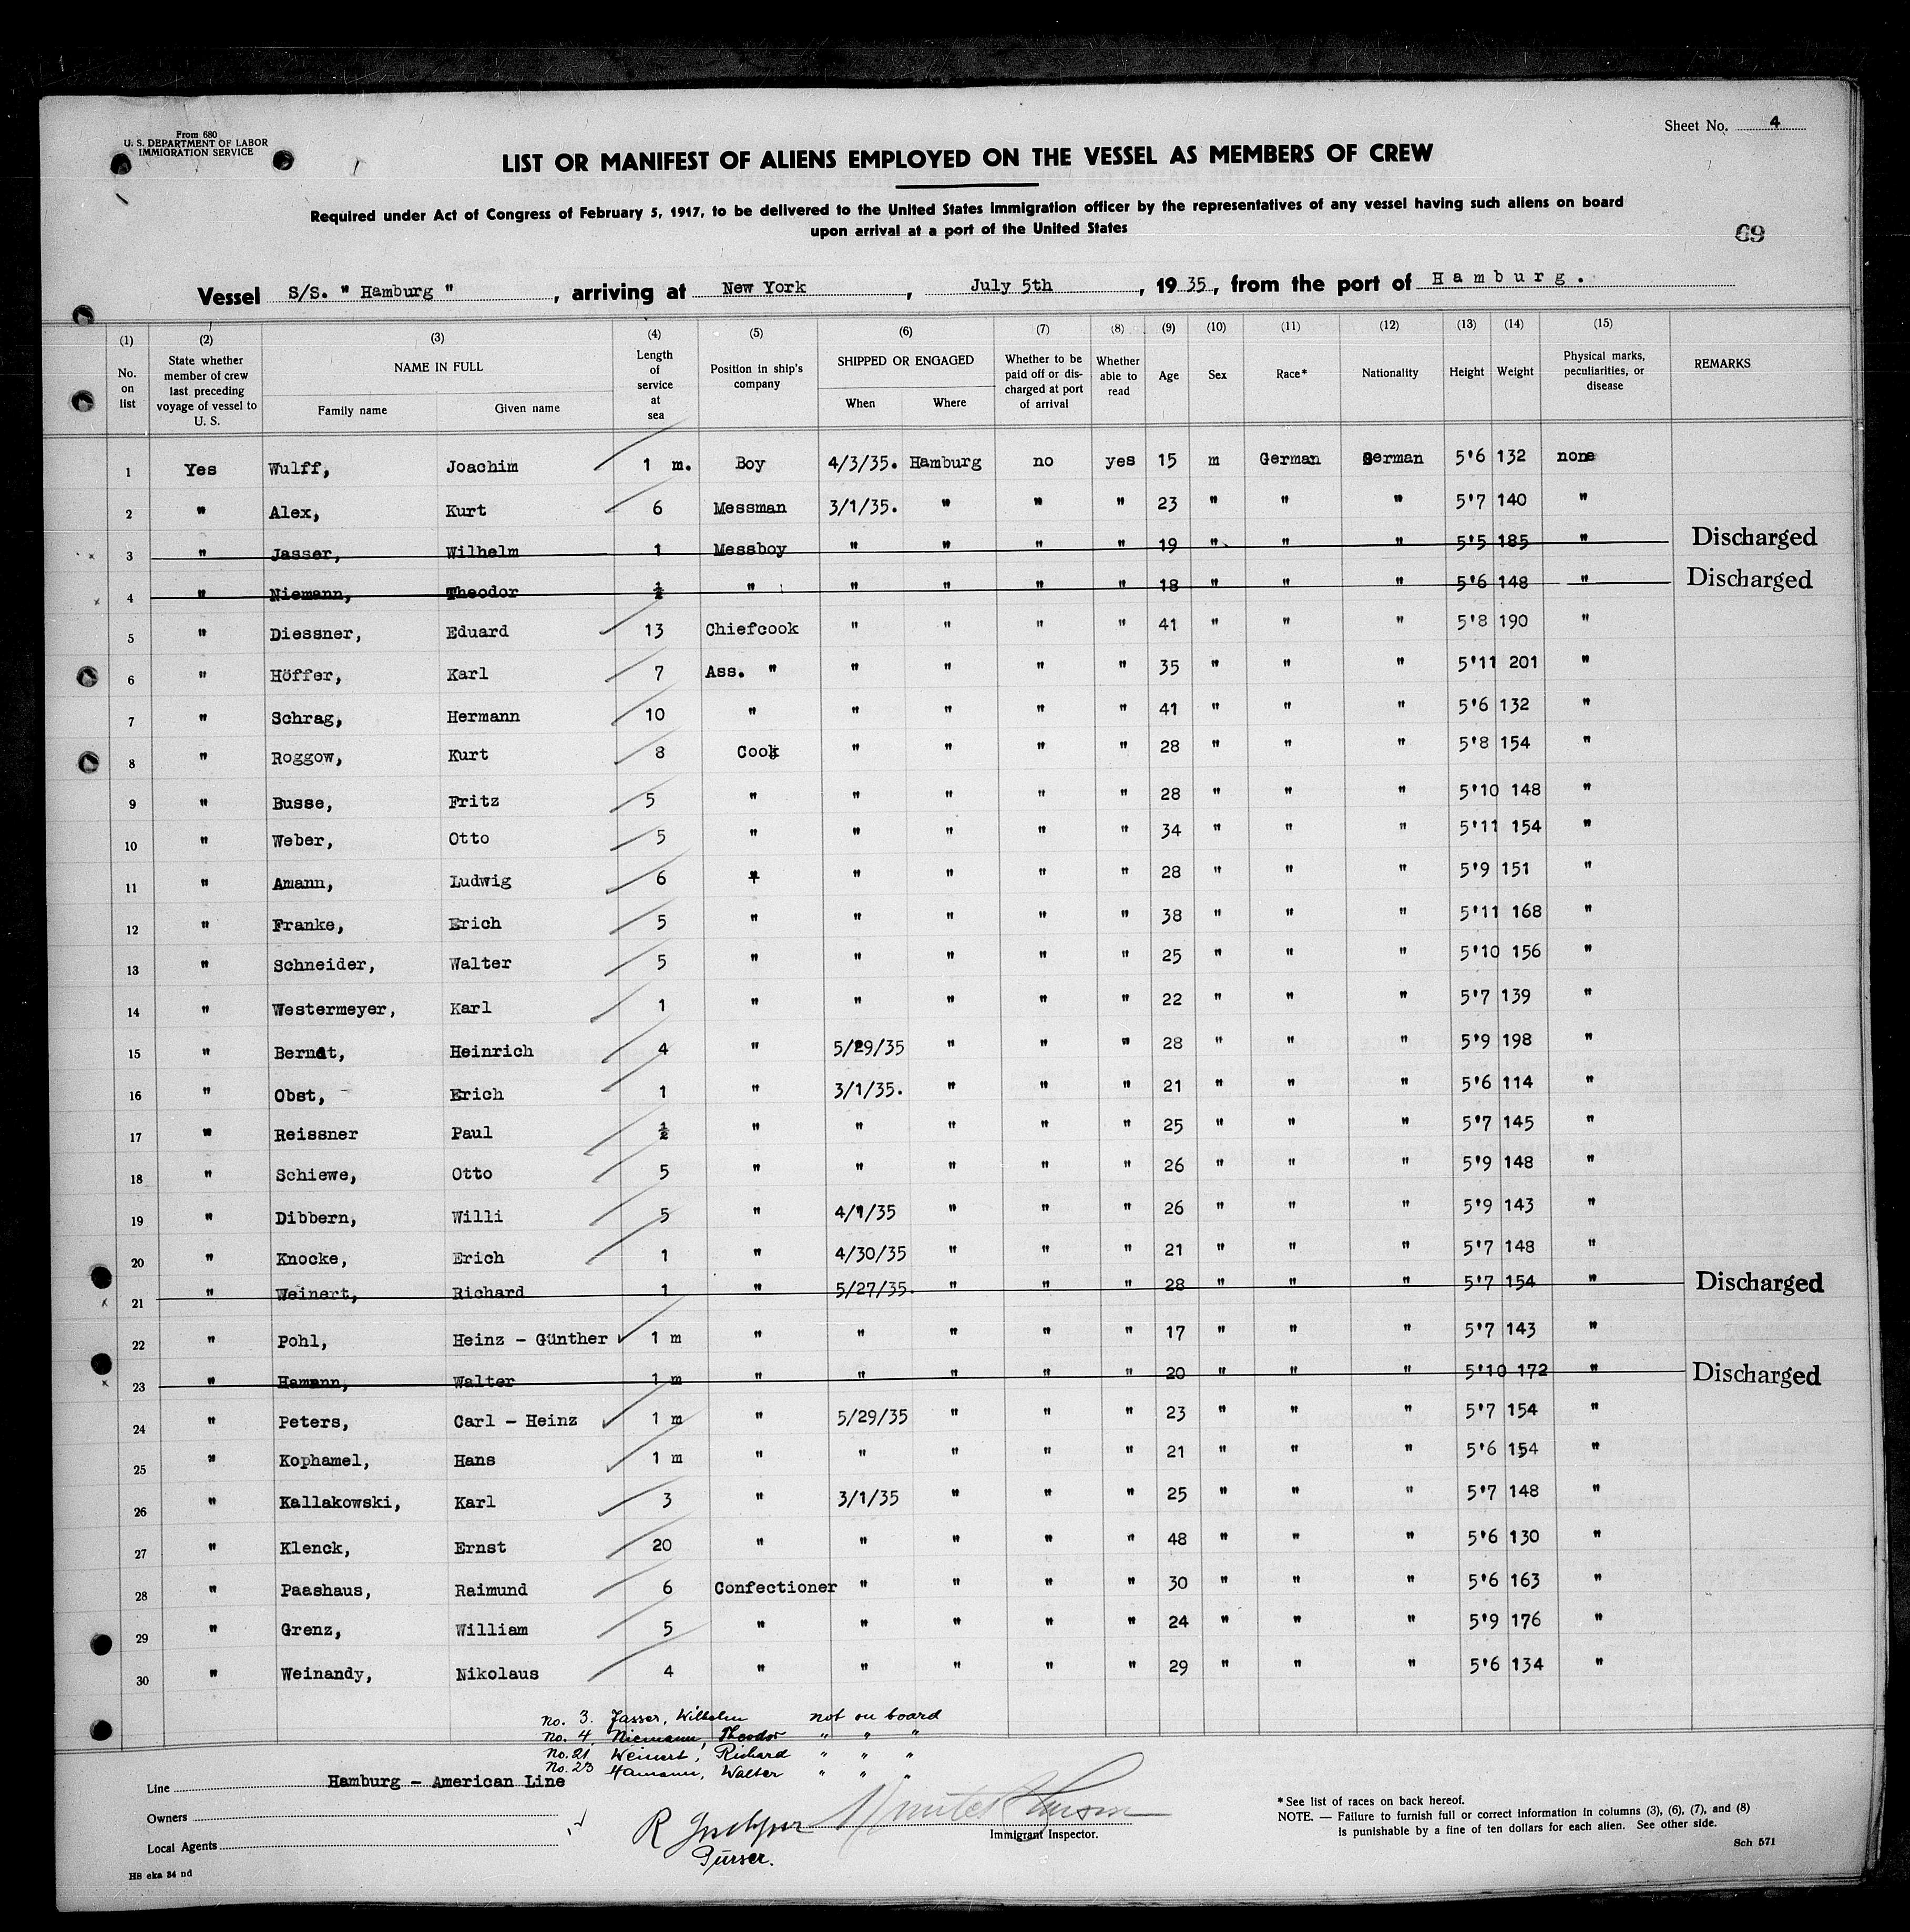 From 680
U. S. DEPARTMENT OF LABOR
IMMIGRATION SERVICE
Sheet No. 4
LIST OR MANIFEST OF ALIENS EMPLOYED ON THE VESSEL AS MEMBERS OF CREW
Required under Act of Congress of February 5, 1917, to be delivered to the United States immigration officer by the representatives of any vessel having such aliens on board
upon arrival at a port of the United States
69
Vessel S/S. " Hamburg ", arriving at New York, July 5th, 19 35, from the port of Hamburg.
(1) No. on list (2) State whether member of crew last preceding voyage of vessel to U. S. (3) NAME IN FULL Family name Given name (4) Length of service at sea (5) Position in ship's company (6) SHIPPED OR ENGAGED When Where (7) Whether to be paid off or dis-charged at port of arrival (8) Whether able to read (9) Age (10) Sex (11) Race* (12) Nationality (13) Height (14) Weight (15) Physical marks, peculiarities, or disease REMARKS
1 Yes Wulff, Joachim 1 m. Boy 4/3/35. Hamburg no yes 15 m German German 5'6 132 none
2 " Alex, Kurt 6 Messman 3/1/35. " " " 23 " " " 5'7 140 "
3 " Jasser, Wilhelm 1 Messboy " " " " 19 " " " 5'5 185 " Discharged
4 " Niemann, Theodor ½ " " " " " 18 " " " 5'6 148 " Discharged
5 " Diessner, Eduard 13 Chiefcook " " " " 41 " " " 5'8 190 "
6 " Höffer, Karl 7 Ass. " " " " " 35 " " " 5'11 201 "
7 " Schrag, Hermann 10 " " " " " 41 " " " 5'6 132 "
8 " Roggow, Kurt 8 Cook " " " " 28 " " " 5'8 154 "
9 " Busse, Fritz 5 " " " " " 28 " " " 5'10 148 "
10 " Weber, Otto 5 " " " " " 34 " " " 5'11 154 "
11 " Amann, Ludwig 6 " " " " " 28 " " " 5'9 151 "
12 " Franke, Erich 5 " " " " " 38 " " " 5'11 168 "
13 " Schneider, Walter 5 " " " " " 25 " " " 5'10 156 "
14 " Westermeyer, Karl 1 " " " " " 22 " " " 5'7 139 "
15 " Berndt, Heinrich 4 " 5/29/35 " " " 28 " " " 5'9 198 "
16 " Obst, Erich 1 " 3/1/35. " " " 21 " " " 5'6 114 "
17 " Reissner Paul ½ " " " " " 25 " " " 5'7 145 "
18 " Schiewe, Otto 5 " " " " " 26 " " " 5'9 148 "
19 " Dibbern, Willi 5 " 4/1/35 " " " 26 " " " 5'9 143 "
20 " Knocke, Erich 1 " 4/30/35 " " " 21 " " " 5'7 148 "
21 " Weinert, Richard 1 " 5/27/35. " " " 28 " " " 5'7 154 " Discharged
22 " Pohl, Heinz - Günther 1 m " " " " " 17 " " " 5'7 143 "
23 " Hamann, Walter 1 m " " " " " 20 " " " 5'10 172 " Discharged
24 " Peters, Carl - Heinz 1 m " 5/29/35 " " " 23 " " " 5'7 154 "
25 " Kophamel, Hans 1 m " " " " " 21 " " " 5'6 154 "
26 " Kallakowski, Karl 3 " 3/1/35 " " " 25 " " " 5'7 148 "
27 " Klenck, Ernst 20 " " " " " 48 " " " 5'6 130 "
28 " Paashaus, Raimund 6 Confectioner " " " " 30 " " " 5'6 163 "
29 " Grenz, William 5 " " " " " 24 " " " 5'9 176 "
30 " Weinandy, Nikolaus 4 " " " " " 29 " " " 5'6 134 "
No. 3. Jasser, Wilhelm not on board
No. 4. Niemann, Theodor " " "
No. 21 Weinert, Richard " " "
No. 23 Hamann, Walter " " "
Line Hamburg - American Line
Owners
Local Agents
R
Purser.
Immigrant Inspector.
* See list of races on back hereof.
NOTE. — Failure to furnish full or correct information in columns (3), (6), (7), and (8)
is punishable by a fine of ten dollars for each alien. See other side.
Sch 571
HS eka 34 nd